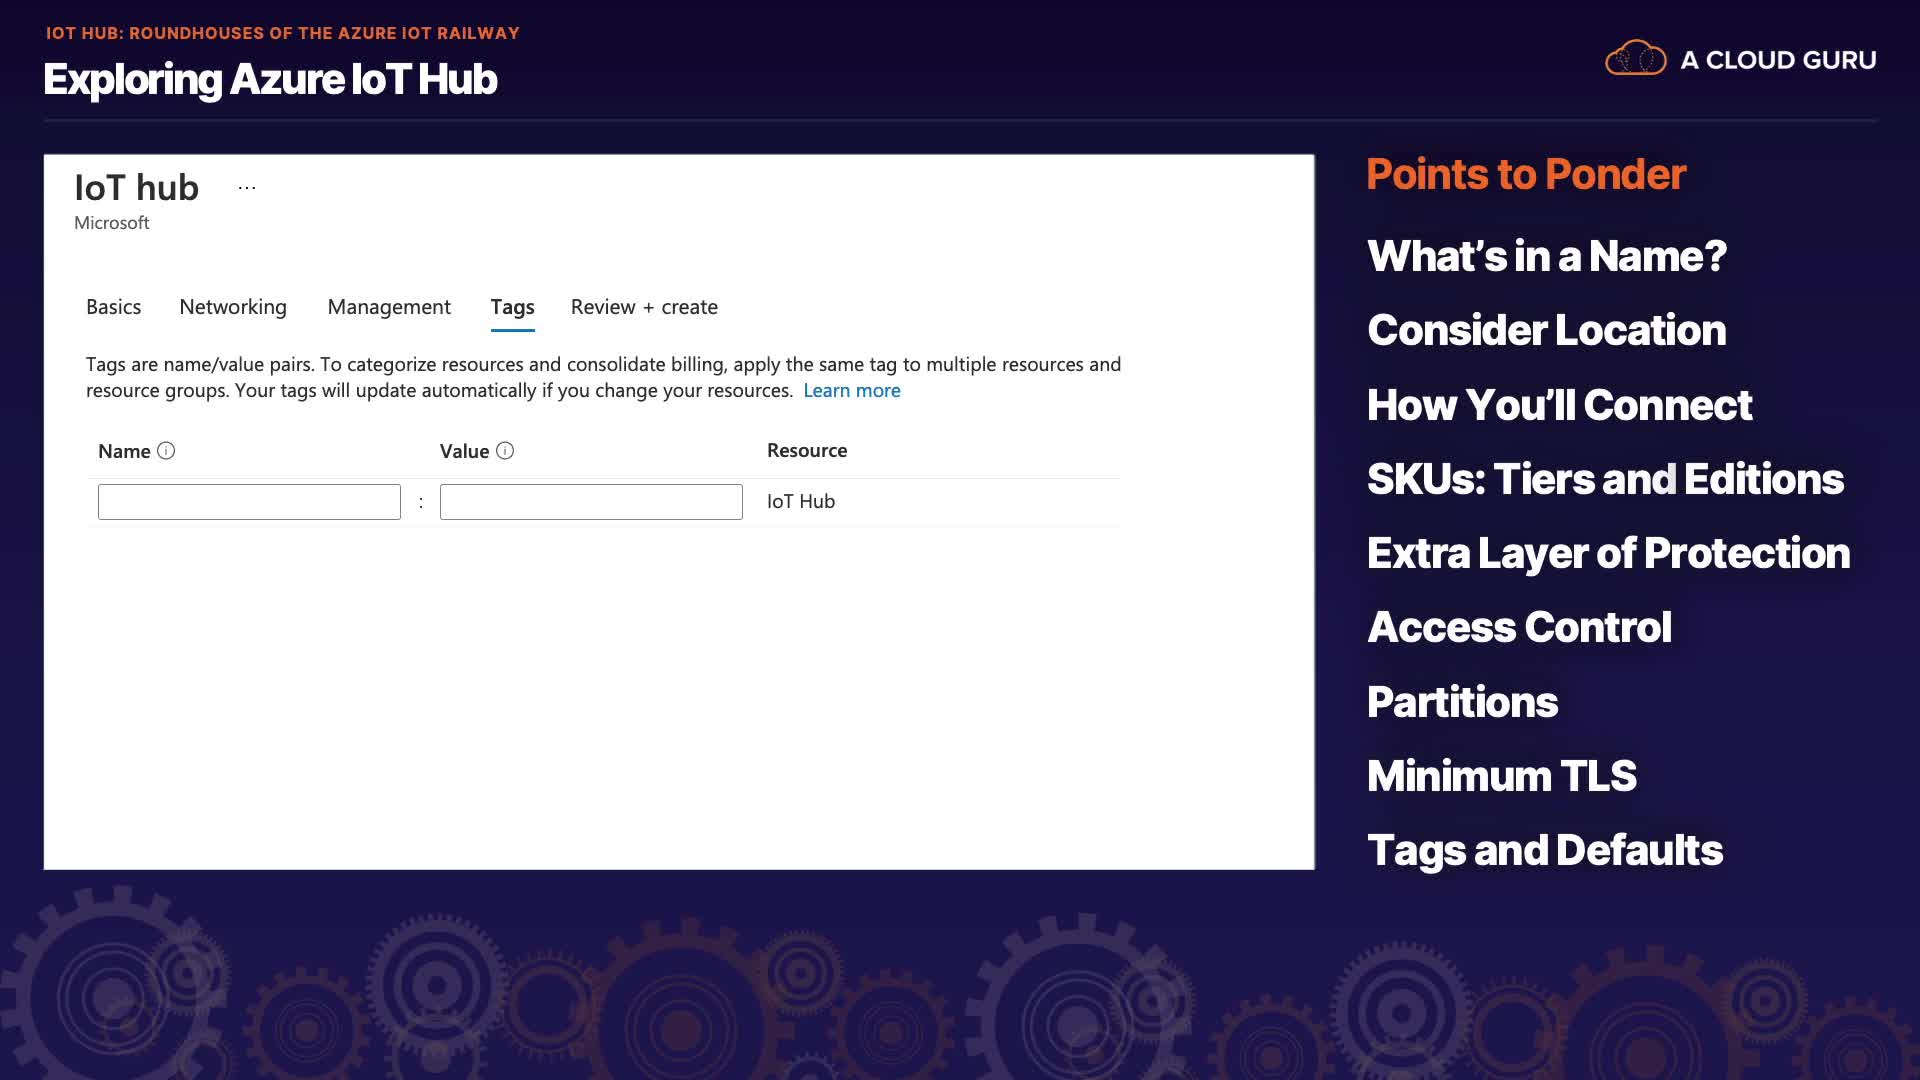 IOT HUB: ROUNDHOUSES OF THE AZURE IOT RAILWAY
Exploring Azure IoT Hub
A CLOUD GURU
IoT hub ...
Microsoft
Basics Networking Management Tags Review + create
Tags are name/value pairs. To categorize resources and consolidate billing, apply the same tag to multiple resources and
resource groups. Your tags will update automatically if you change your resources. Learn more
Name Value Resource
: IoT Hub
Points to Ponder
What's in a Name?
Consider Location
How You'll Connect
SKUs: Tiers and Editions
Extra Layer of Protection
Access Control
Partitions
Minimum TLS
Tags and Defaults